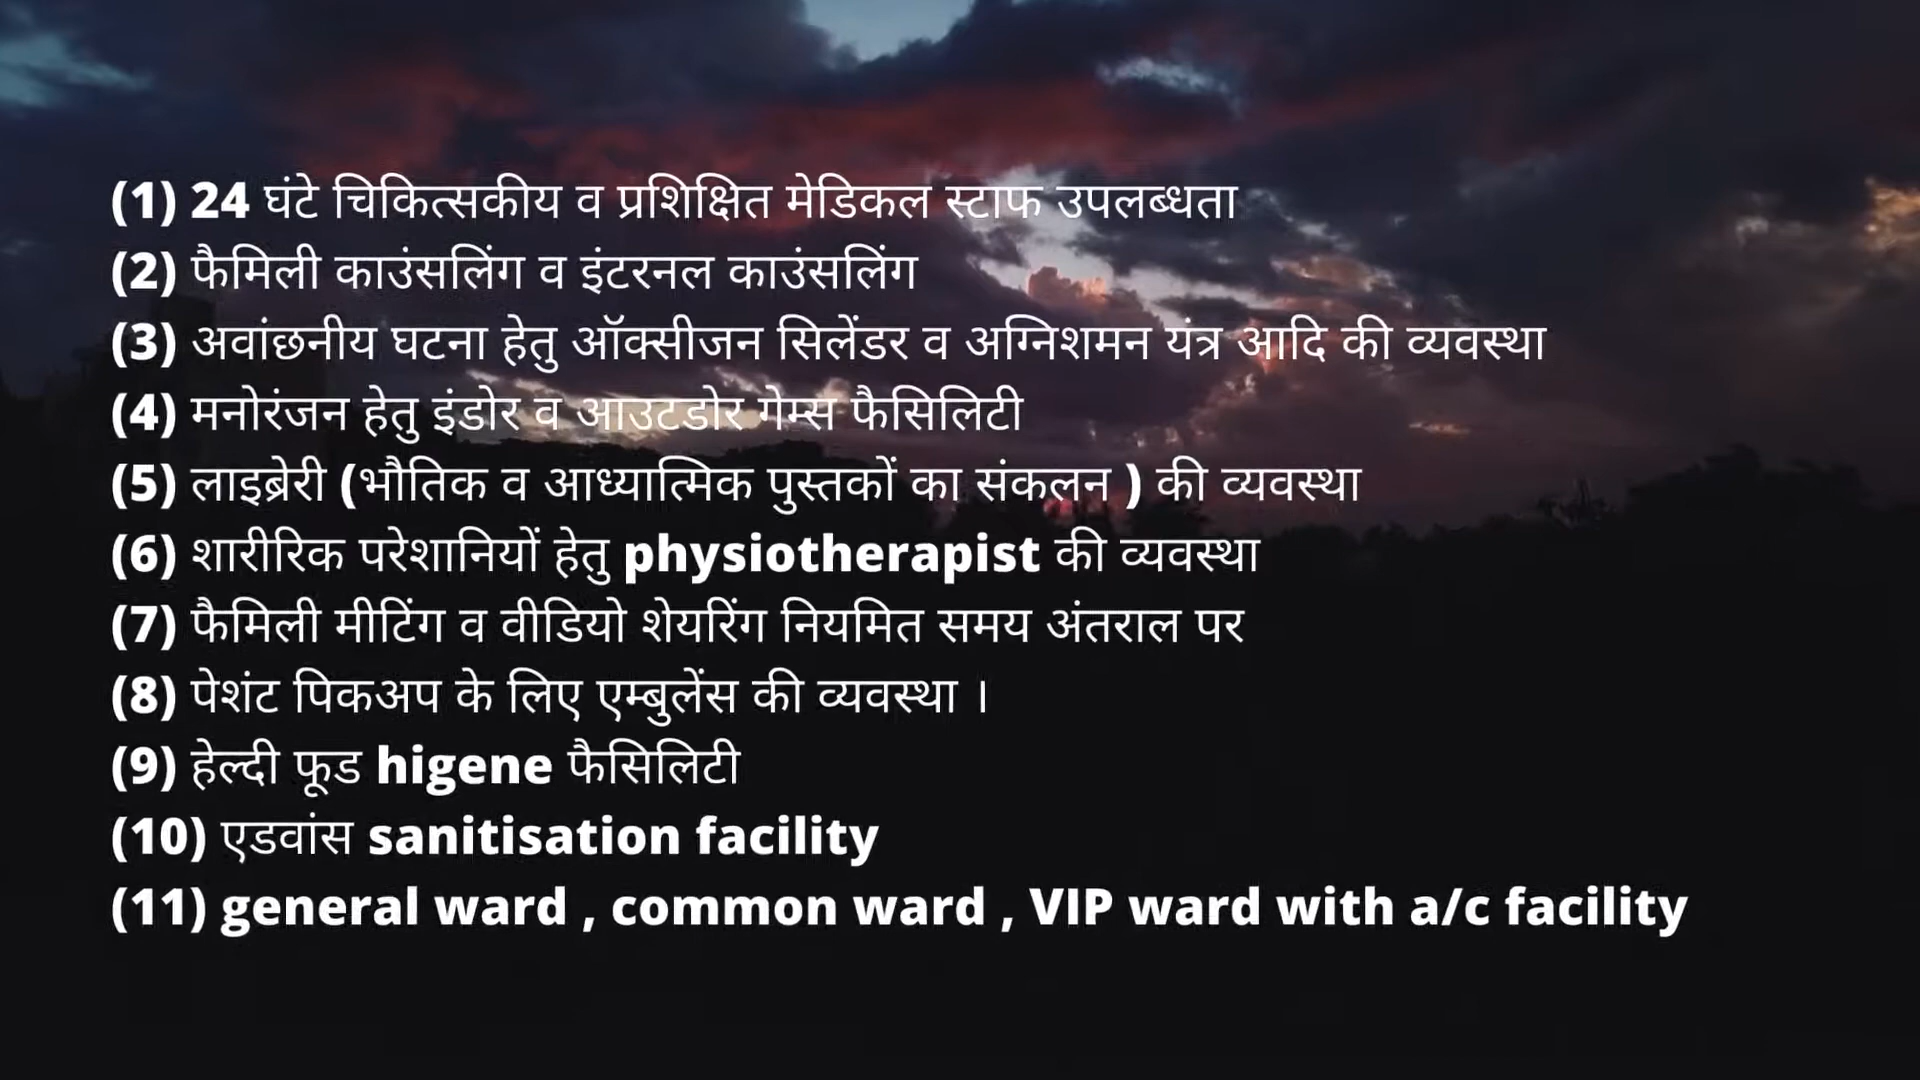 (1) 24 घंटे चिकित्सकीय व प्रशिक्षित मेडिकल स्टाफ उपलब्धता
(2) फैमिली काउंसलिंग व इंटरनल काउंसलिंग
(3) अवांछनीय घटना हेतु ऑक्सीजन सिलेंडर व अग्निशमन यंत्र आदि की व्यवस्था
(4) मनोरंजन हेतु इंडोर व आउटडोर गेम्स फैसिलिटी
(5) लाइब्रेरी (भौतिक व आध्यात्मिक पुस्तकों का संकलन ) की व्यवस्था
(6) शारीरिक परेशानियों हेतु physiotherapist की व्यवस्था
(7) फैमिली मीटिंग व वीडियो शेयरिंग नियमित समय अंतराल पर
(8) पेशंट पिकअप के लिए एम्बुलेंस की व्यवस्था ।
(9) हेल्दी फूड higene फैसिलिटी
(10) एडवांस sanitisation facility
(11) general ward , common ward , VIP ward with a/c facility